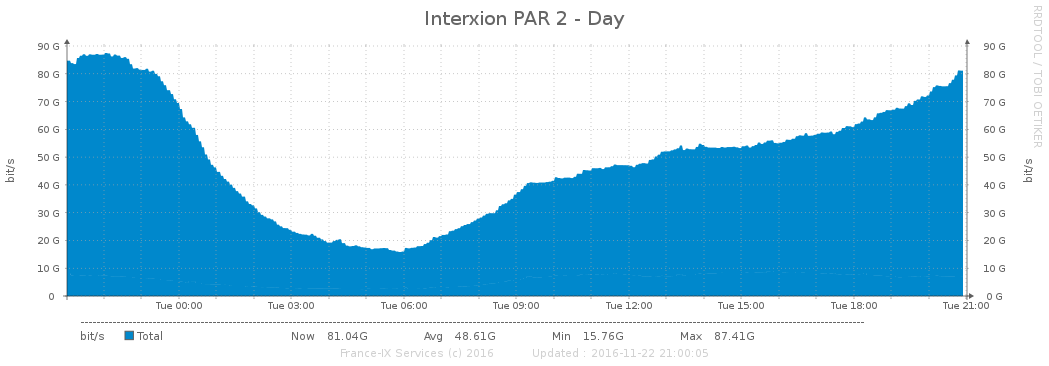 Interxion PAR 2 - Day
RRDTOOL / TOBI OETIKER
bit/s
90 G
80 G
70 G
60 G
50 G
40 G
30 G
20 G
10 G
0
90 G
80 G
70 G
60 G
50 G
40 G
30 G
20 G
10 G
0 G
bit/s
Tue 00:00 Tue 03:00 Tue 06:00 Tue 09:00 Tue 12:00 Tue 15:00 Tue 18:00 Tue 21:00
bit/s Total Now 81.04G Avg 48.61G Min 15.76G Max 87.41G
France-IX Services (c) 2016 Updated : 2016-11-22 21:00:05